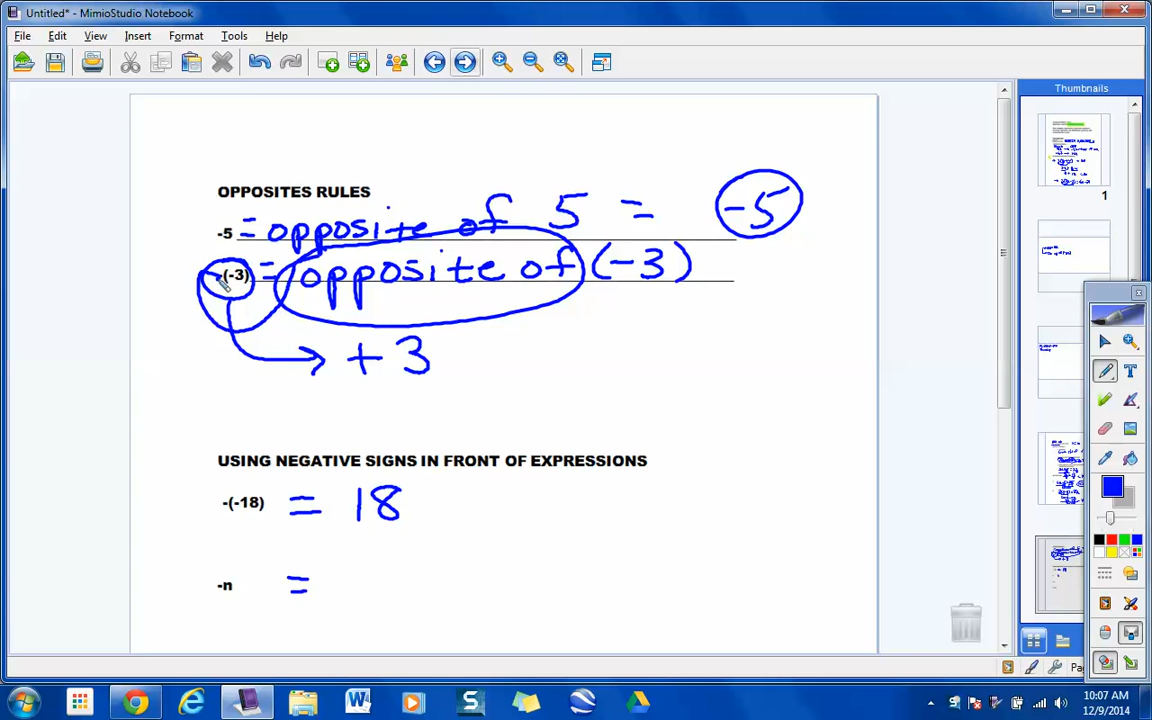 Untitled* - MimioStudio Notebook
File Edit View Insert Format Tools Help
Thumbnails
1
OPPOSITES RULES
-5 = opposite of 5 = -5
-(-3) = opposite of (-3)
+3
USING NEGATIVE SIGNS IN FRONT OF EXPRESSIONS
-(-18) = 18
-n =
Pa
10:07 AM
12/9/2014